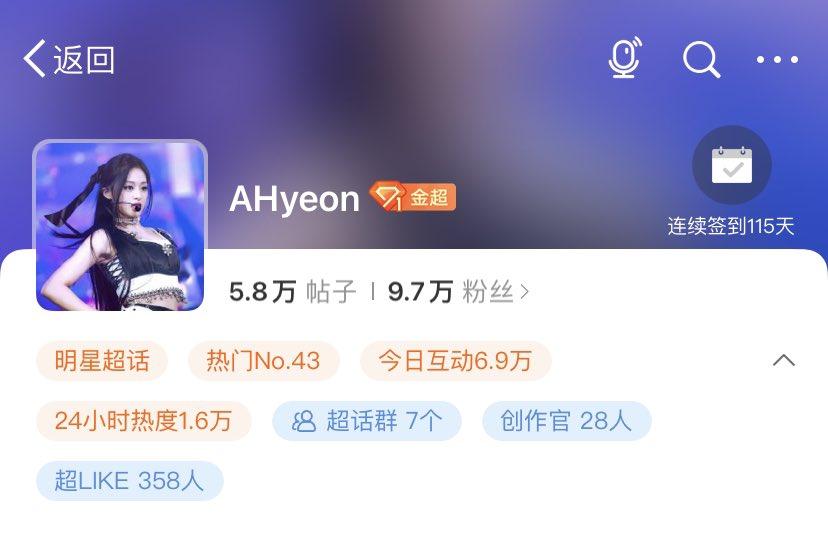 返回
AHyeon 金超
连续签到115天
5.8万 帖子 | 9.7万 粉丝
明星超话 热门No.43 今日互动6.9万
24小时热度1.6万 超话群 7个 创作官 28人
超LIKE 358人